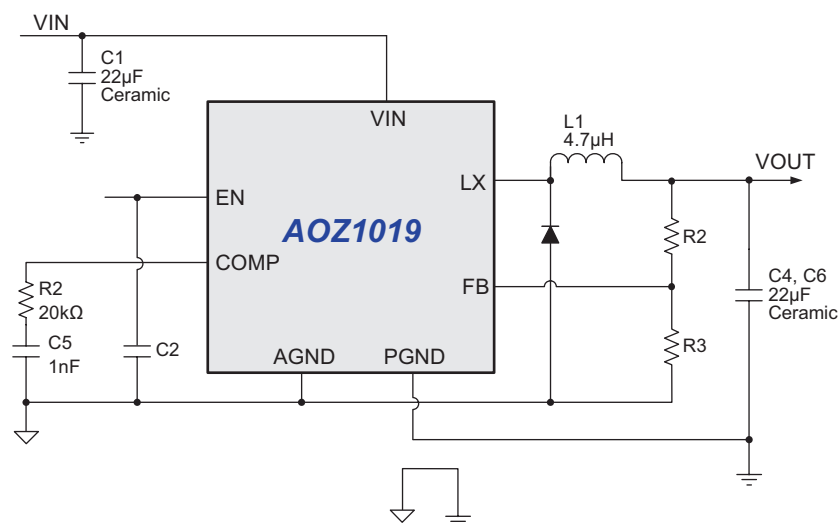 VIN
C1
22µF
Ceramic
VIN
L1
4.7µH
VOUT
LX
EN
AOZ1019
R2
COMP
FB
R2
20kΩ
C4, C6
22µF
Ceramic
C5
1nF
C2
AGND
PGND
R3